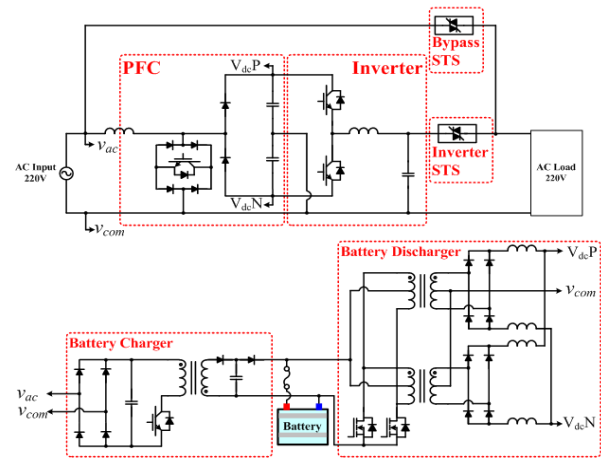 Bypass
STS
PFC
VdcP
Inverter
vac
AC Input
220V
Inverter
STS
AC Load
220V
VdcN
vcom
Battery Discharger
VdcP
vcom
Battery Charger
vac
vcom
Battery
VdcN